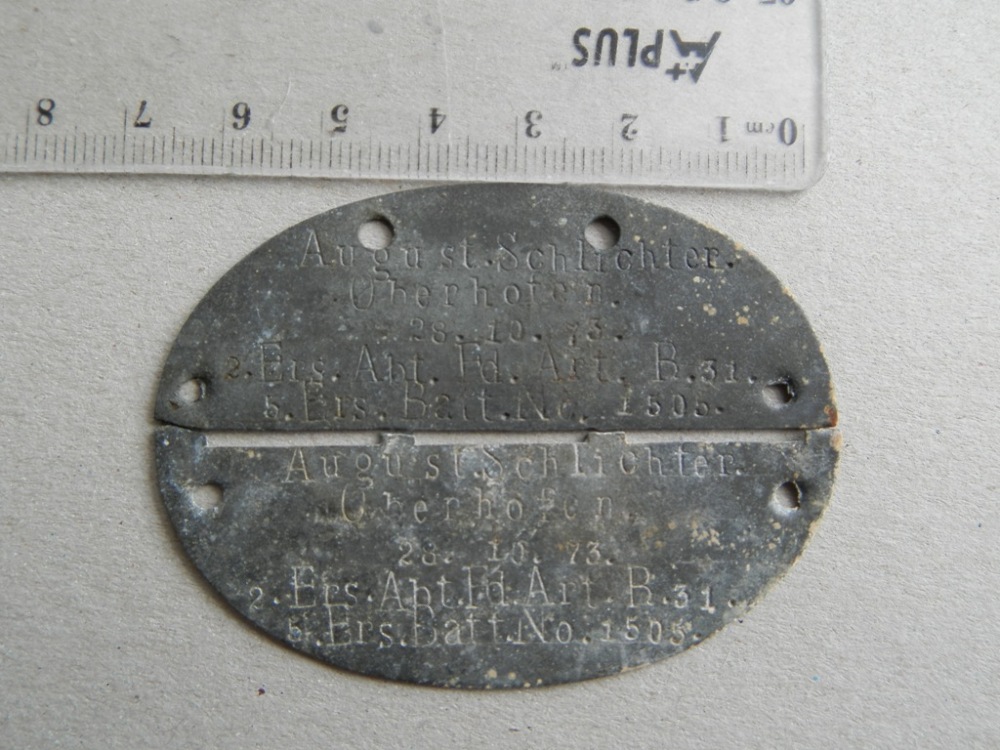 A+ PLUS
0cm 1 2 3 4 5 6 7 8
August.Schlichter.
Oberhofen.
28. 10. 73.
2.Ers.Abt.Fd.Art.R.31.
5.Ers.Batt.No.1505.
August.Schlichter.
Oberhofen.
28. 10. 73.
2.Ers.Abt.Fd.Art.R.31.
5.Ers.Batt.No.1505.